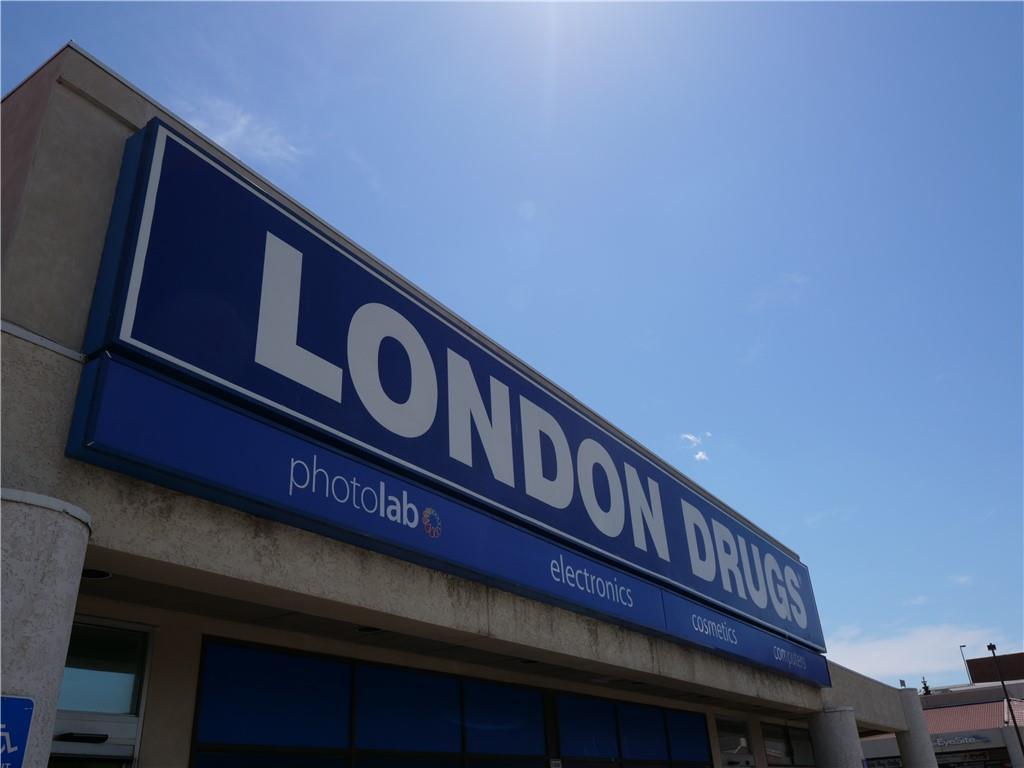 LONDON DRUGS
photolab
electronics
cosmetics
computers
EyeSite